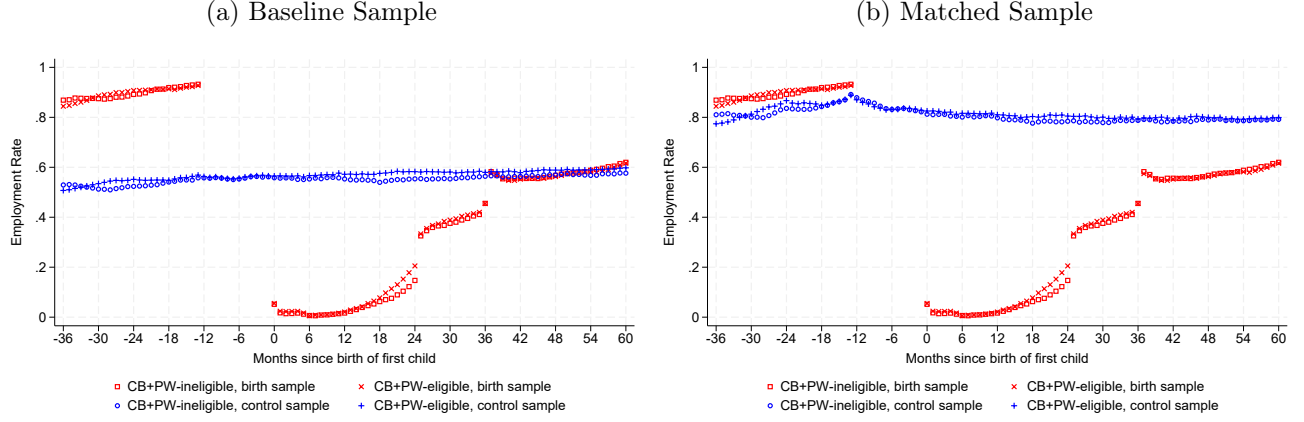 (a) Baseline Sample
(b) Matched Sample
Employment Rate
1
.8
.6
.4
.2
0
-36 -30 -24 -18 -12 -6 0 6 12 18 24 30 36 42 48 54 60
Months since birth of first child
CB+PW-ineligible, birth sample
CB+PW-eligible, birth sample
CB+PW-ineligible, control sample
CB+PW-eligible, control sample
Employment Rate
1
.8
.6
.4
.2
0
-36 -30 -24 -18 -12 -6 0 6 12 18 24 30 36 42 48 54 60
Months since birth of first child
CB+PW-ineligible, birth sample
CB+PW-eligible, birth sample
CB+PW-ineligible, control sample
CB+PW-eligible, control sample